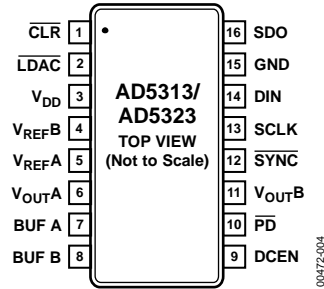 CLR 1
LDAC 2
VDD 3
VREFB 4
VREFA 5
VOUTA 6
BUF A 7
BUF B 8
AD5313/
AD5323
TOP VIEW
(Not to Scale)
16 SDO
15 GND
14 DIN
13 SCLK
12 SYNC
11 VOUTB
10 PD
9 DCEN
00472-004